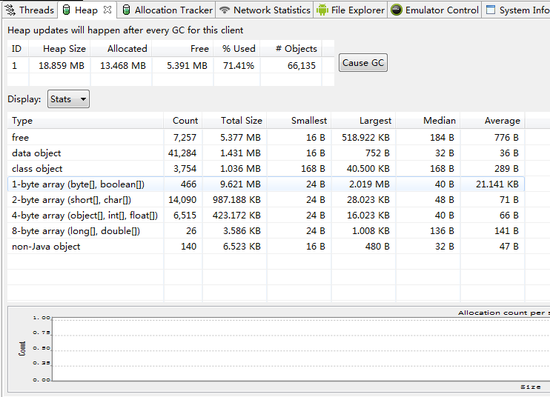 Threads Heap Allocation Tracker Network Statistics File Explorer Emulator Control System Info
Heap updates will happen after every GC for this client
ID Heap Size Allocated Free % Used # Objects
1 18.859 MB 13.468 MB 5.391 MB 71.41% 66,135
Cause GC
Display: Stats
Type Count Total Size Smallest Largest Median Average
free 7,257 5.377 MB 16 B 518.922 KB 184 B 776 B
data object 41,284 1.431 MB 16 B 752 B 32 B 36 B
class object 3,754 1.036 MB 168 B 40.500 KB 168 B 289 B
1-byte array (byte[], boolean[]) 466 9.621 MB 24 B 2.019 MB 40 B 21.141 KB
2-byte array (short[], char[]) 14,090 987.188 KB 24 B 28.023 KB 48 B 71 B
4-byte array (object[], int[], float[]) 6,515 423.172 KB 24 B 16.023 KB 40 B 66 B
8-byte array (long[], double[]) 26 3.586 KB 24 B 1.008 KB 136 B 141 B
non-Java object 140 6.523 KB 16 B 480 B 32 B 47 B
Allocation count per s
1.00
0.75
0.50
0.25
0.00
Count
Size